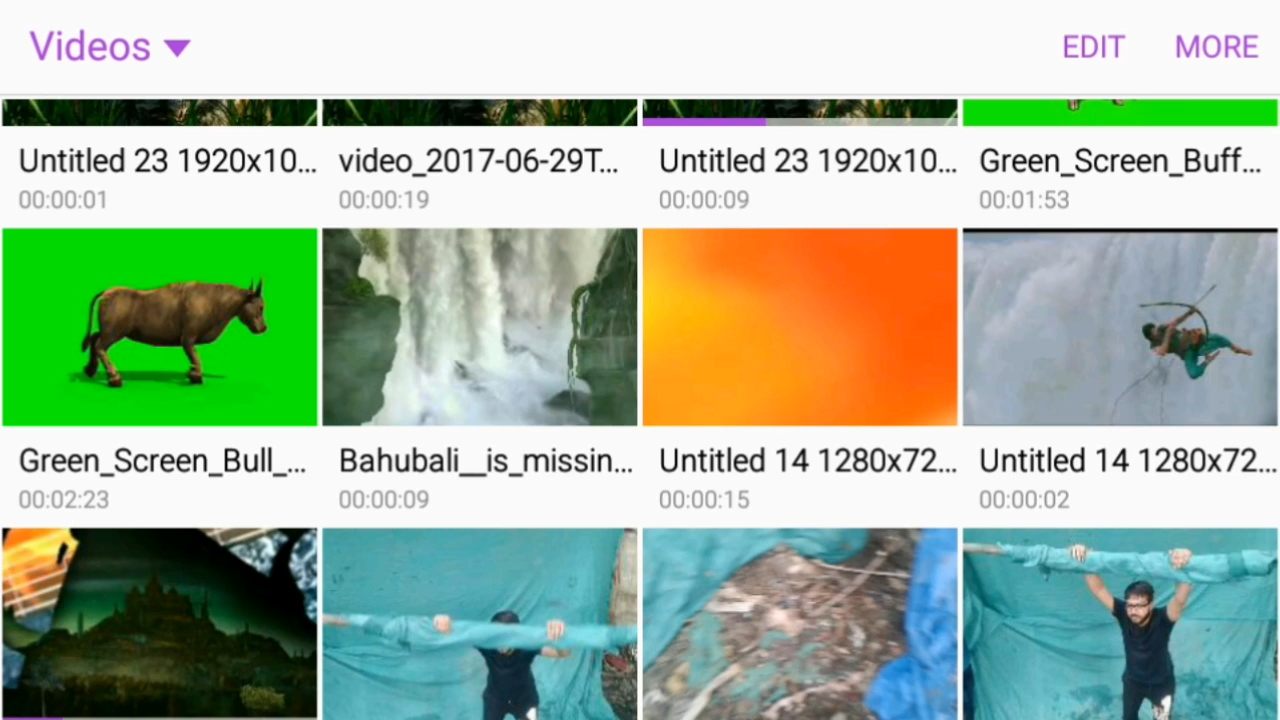 Videos
EDIT
MORE
Untitled 23 1920x10...
video_2017-06-29T...
Untitled 23 1920x10...
Green_Screen_Buff...
00:00:01
00:00:19
00:00:09
00:01:53
Green_Screen_Bull_...
Bahubali__is_missin...
Untitled 14 1280x72...
Untitled 14 1280x72...
00:02:23
00:00:09
00:00:15
00:00:02